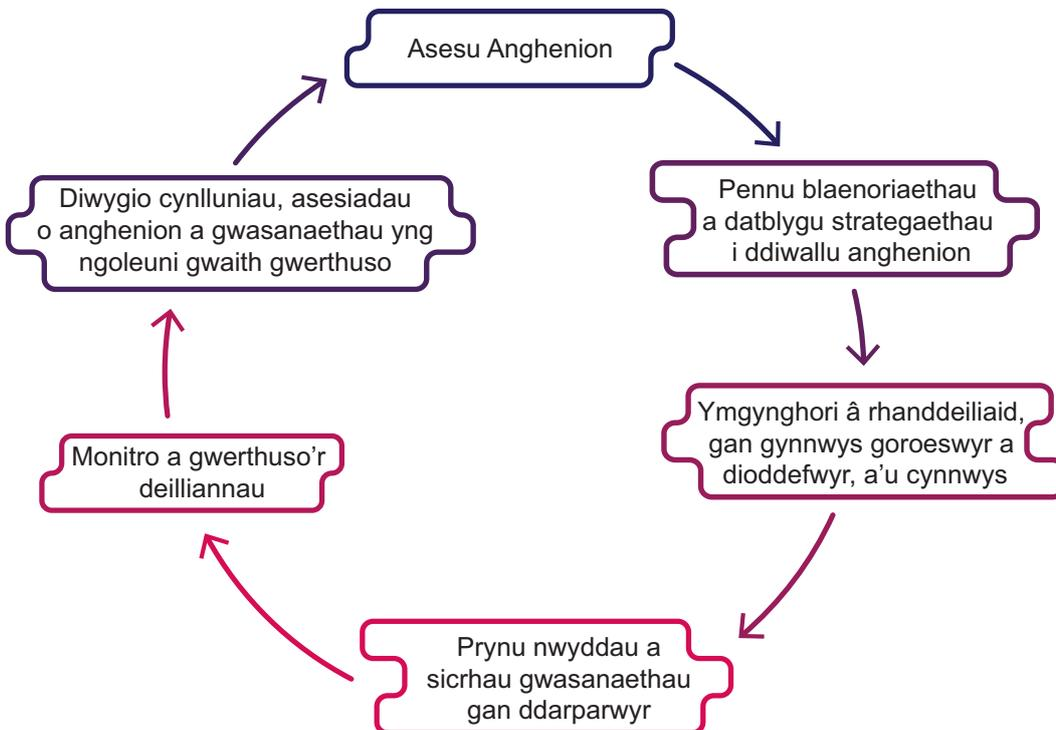 Asesu Anghenion
Pennu blaenoriaethau
a datblygu strategaethau
i ddiwallu anghenion
Ymgynghori â rhanddeiliaid,
gan gynnwys goroeswyr a
dioddefwyr, a’u cynnwys
Prynu nwyddau a
sicrhau gwasanaethau
gan ddarparwyr
Monitro a gwerthuso’r
deilliannau
Diwygio cynlluniau, asesiadau
o anghenion a gwasanaethau yng
ngoleuni gwaith gwerthuso